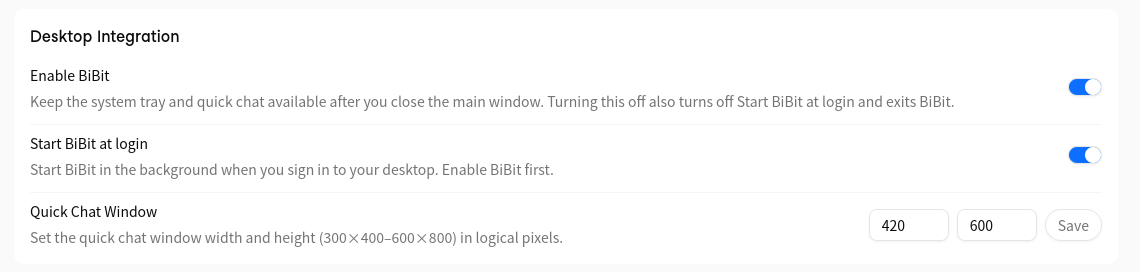 Desktop Integration
Enable BiBit
Keep the system tray and quick chat available after you close the main window. Turning this off also turns off Start BiBit at login and exits BiBit.
Start BiBit at login
Start BiBit in the background when you sign in to your desktop. Enable BiBit first.
Quick Chat Window
Set the quick chat window width and height (300×400–600×800) in logical pixels.
420 600 Save